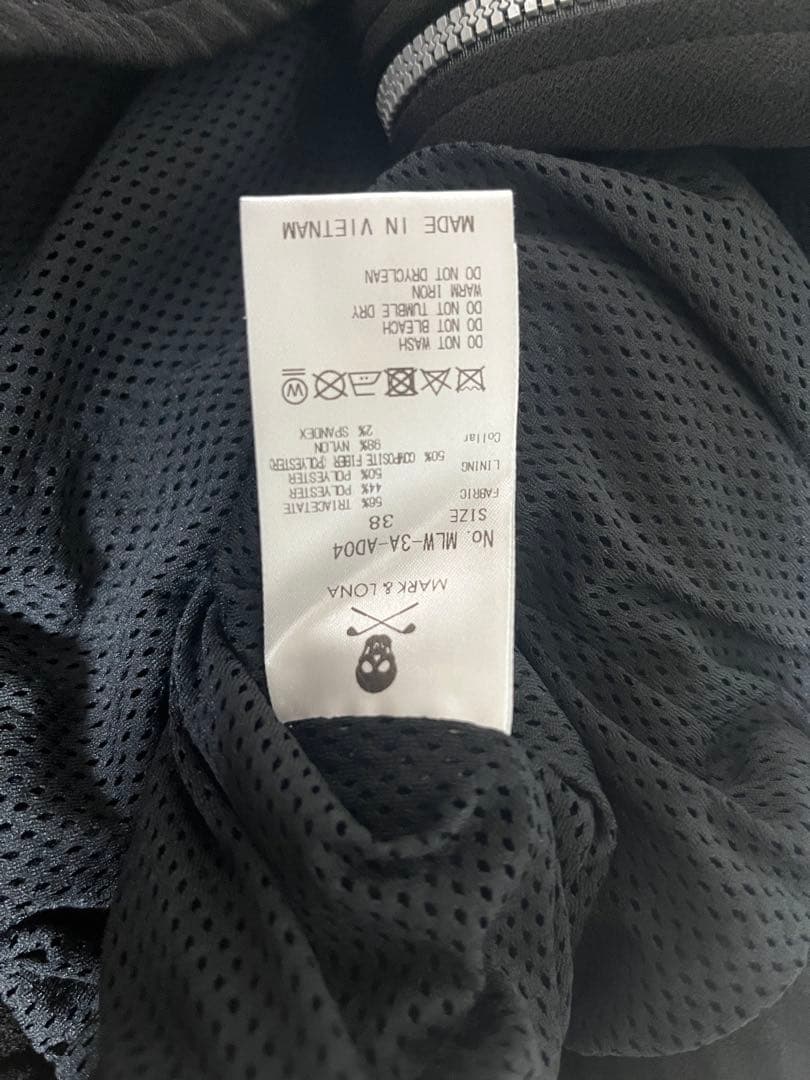 MARK & LONA
No. MLW-3A-AD04
SIZE 38
FABRIC 56% TRIACETATE
44% POLYESTER
LINING 50% POLYESTER
50% COMPOSITE FIBER (POLYESTER)
Collar 98% NYLON
2% SPANDEX
W
DO NOT WASH
DO NOT BLEACH
DO NOT TUMBLE DRY
WARM IRON
DO NOT DRYCLEAN
MADE IN VIETNAM